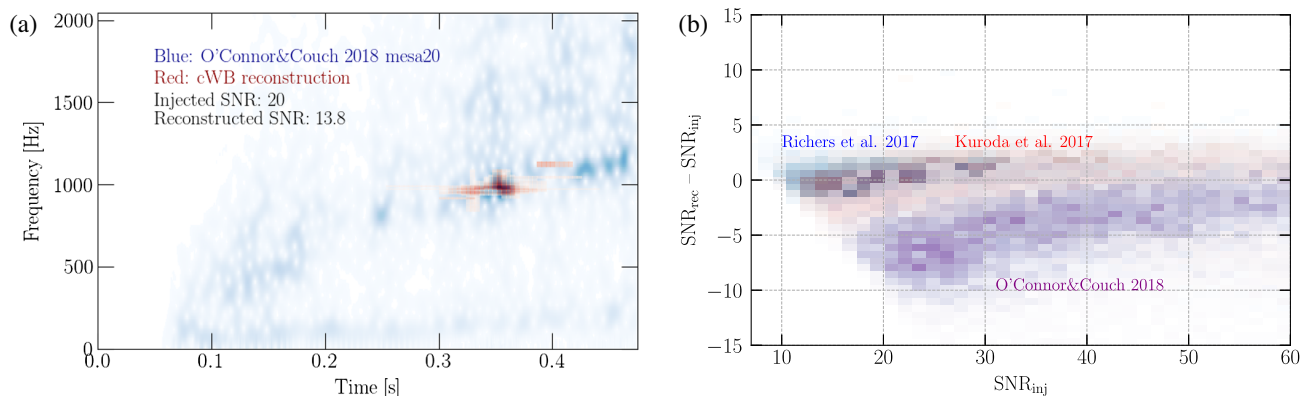 (a)
2000
1500
1000
500
0
Frequency [Hz]
Blue: O'Connor&Couch 2018 mesa20
Red: cWB reconstruction
Injected SNR: 20
Reconstructed SNR: 13.8
0.0 0.1 0.2 0.3 0.4
Time [s]
(b)
15
10
5
0
−5
−10
−15
SNRrec − SNRinj
Richers et al. 2017
Kuroda et al. 2017
O'Connor&Couch 2018
10 20 30 40 50 60
SNRinj